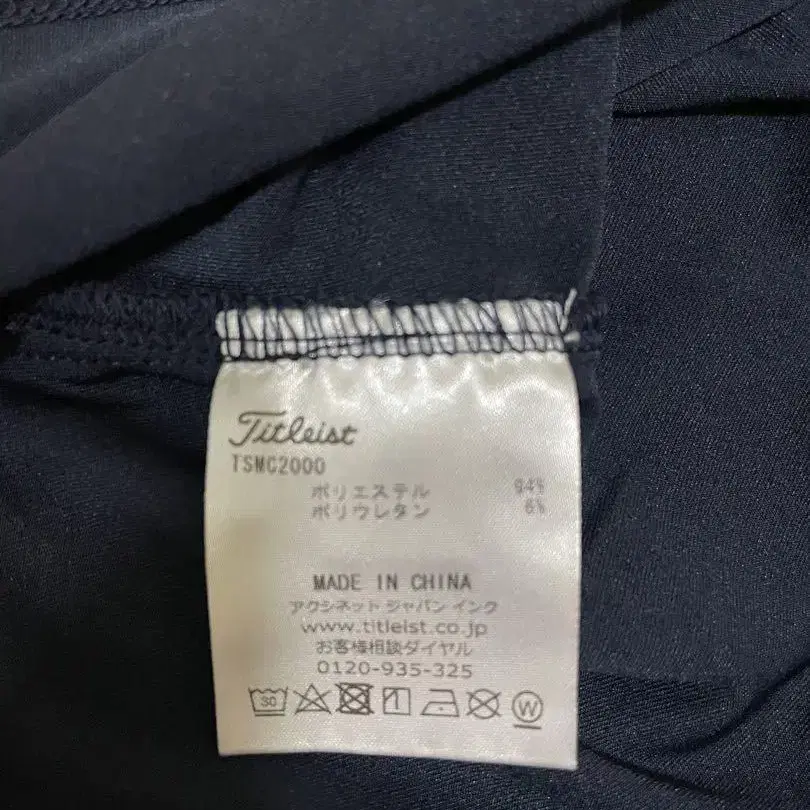 Titleist
TSMC2000
ポリエステル 94%
ポリウレタン 6%
MADE IN CHINA
アクシネット ジャパン インク
www.titleist.co.jp
お客様相談ダイヤル
0120-935-325
30
W